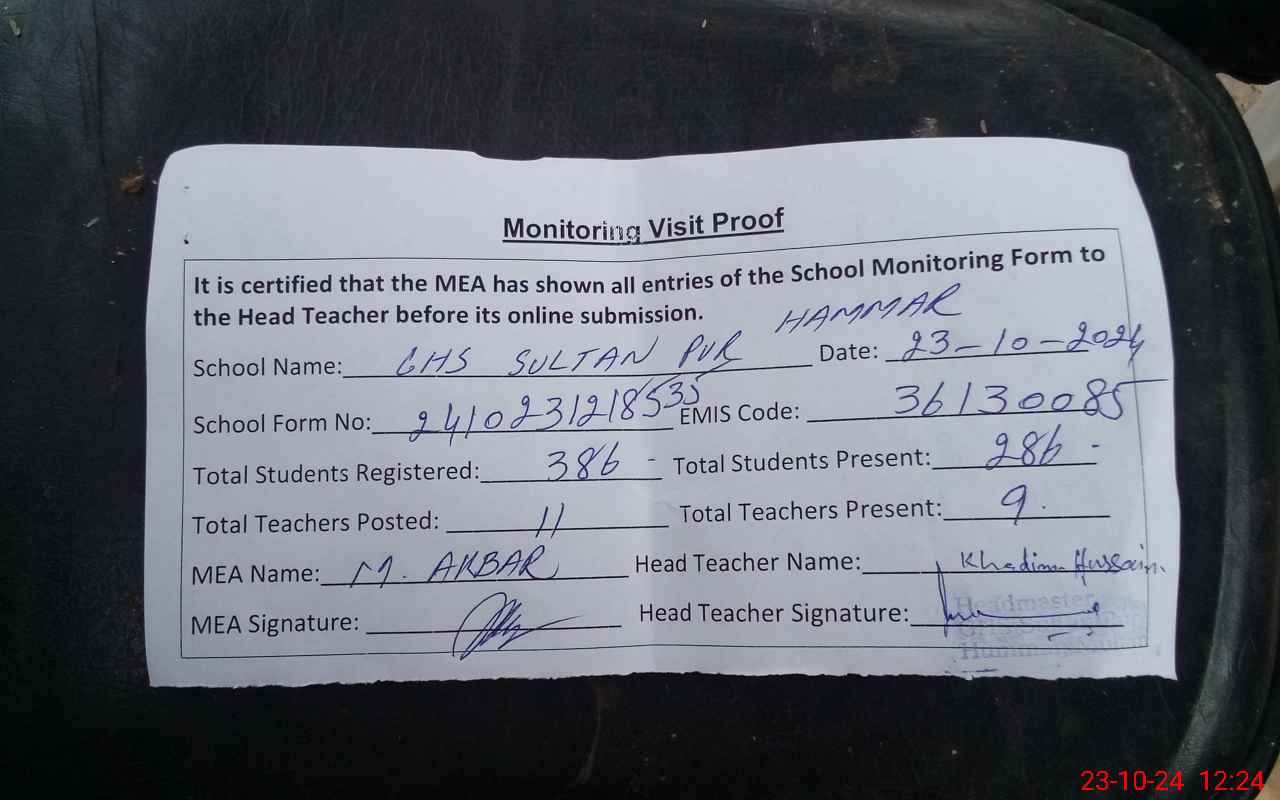 Monitoring Visit Proof
It is certified that the MEA has shown all entries of the School Monitoring Form to
the Head Teacher before its online submission.
School Name: GHS SULTAN PUR HAMMAR Date: 23-10-2024
School Form No: 241023121853535 EMIS Code: 36130085
Total Students Registered: 386 - Total Students Present: 286 -
Total Teachers Posted: 11 Total Teachers Present: 9.
MEA Name: M. AKBAR Head Teacher Name: Khadim Hussain.
MEA Signature: Head Teacher Signature:
Headmaster
23-10-24 12:24